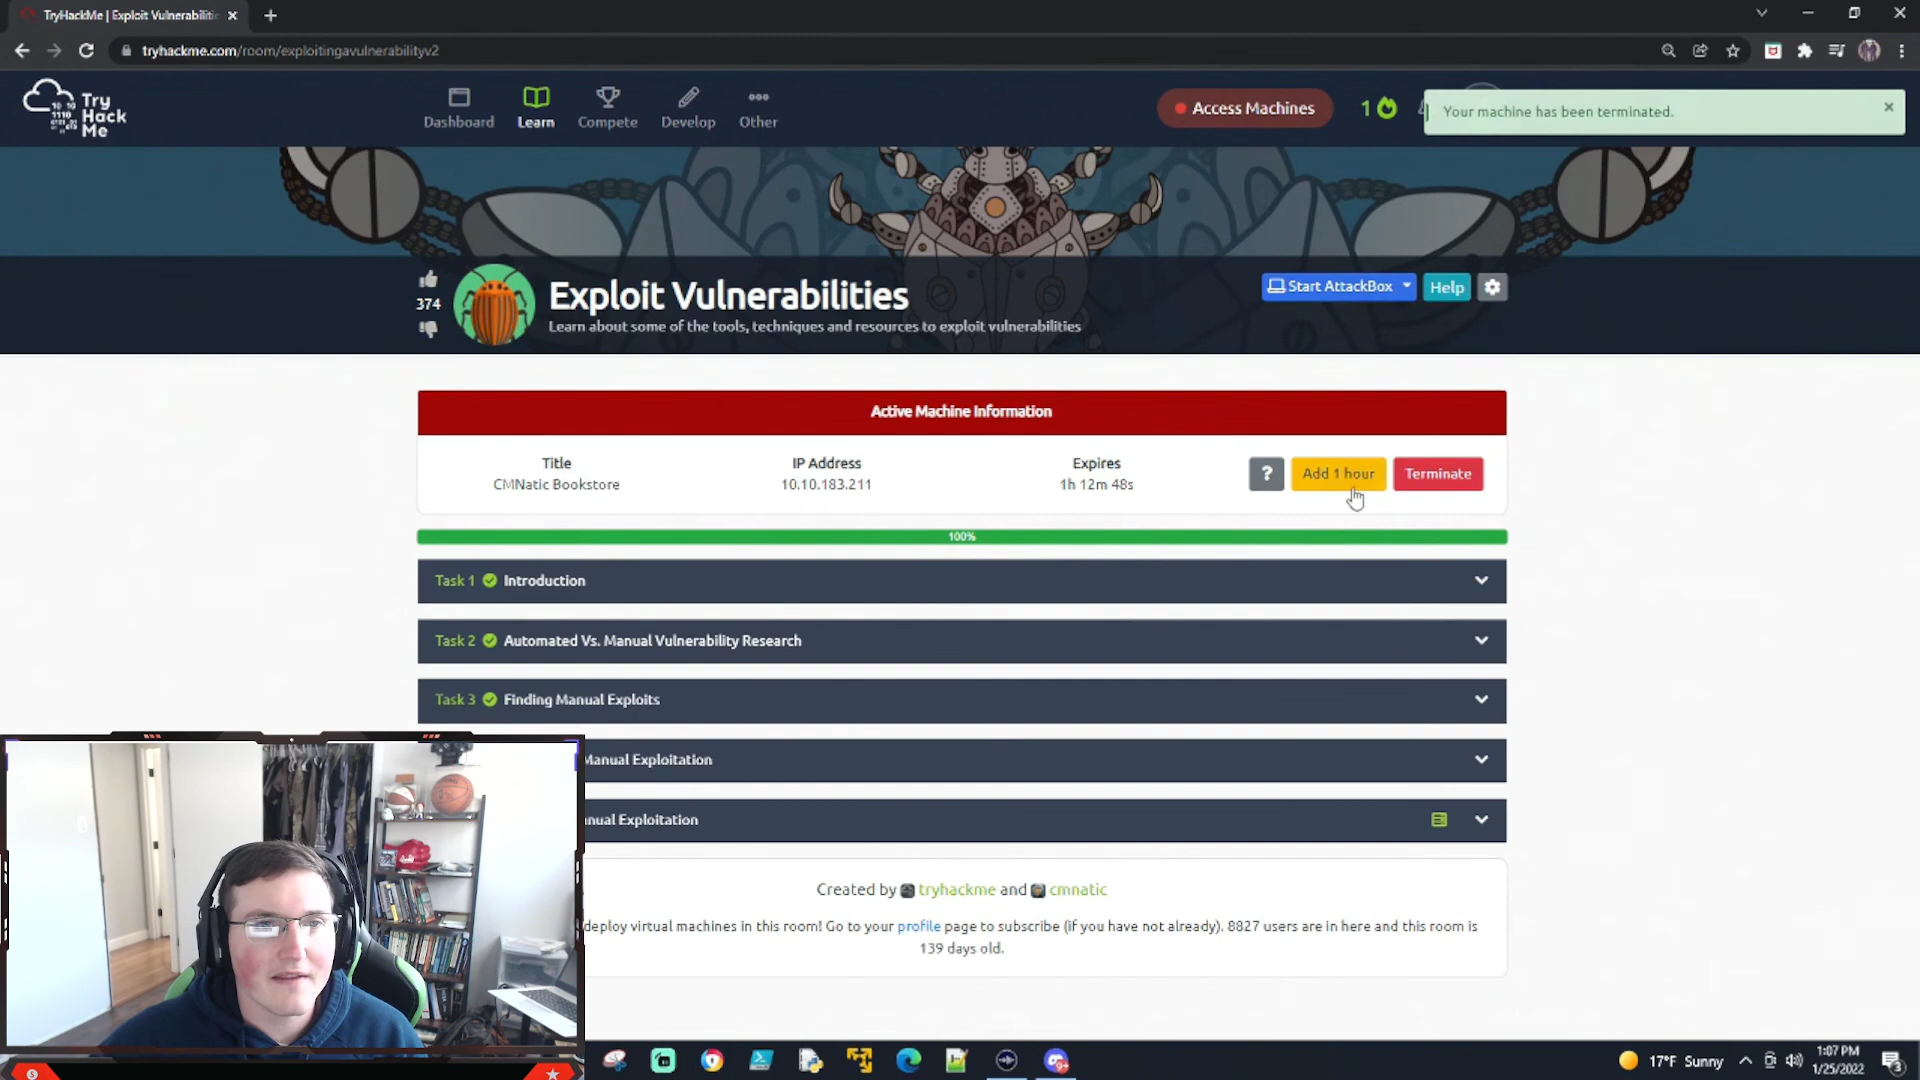 TryHackMe | Exploit Vulnerabilitie
tryhackme.com/room/exploitingavulnerabilityv2
Try
Hack
Me
10 10
1110
Dashboard
Learn
Compete
Develop
Other
Access Machines
1
Your machine has been terminated.
374
Exploit Vulnerabilities
Learn about some of the tools, techniques and resources to exploit vulnerabilities
Start AttackBox
Help
Active Machine Information
Title
CMNatic Bookstore
IP Address
10.10.183.211
Expires
1h 12m 48s
?
Add 1 hour
Terminate
100%
Task 1 Introduction
Task 2 Automated Vs. Manual Vulnerability Research
Task 3 Finding Manual Exploits
Manual Exploitation
nual Exploitation
Created by tryhackme and cmnatic
deploy virtual machines in this room! Go to your profile page to subscribe (if you have not already). 8827 users are in here and this room is
139 days old.
17°F Sunny
1:07 PM
1/25/2022
3